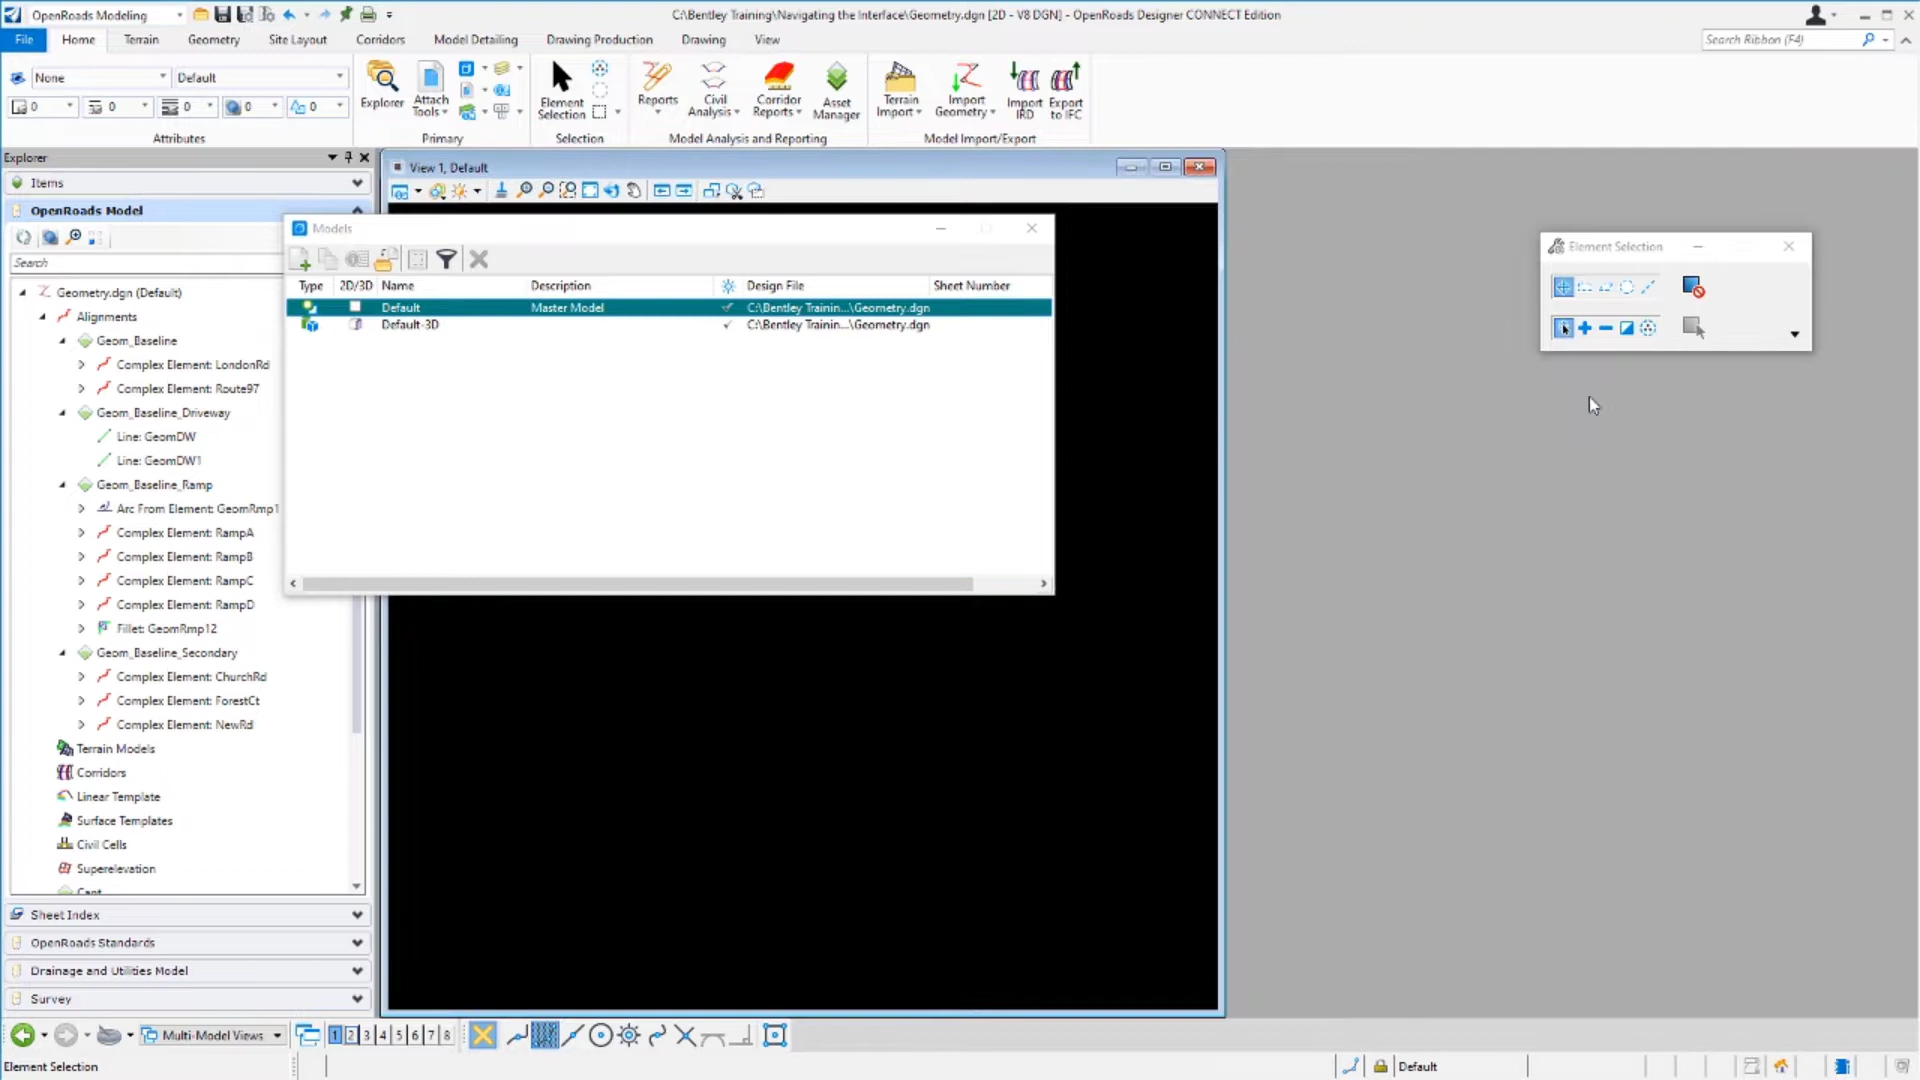 OpenRoads Modeling
C:\Bentley Training\Navigating the Interface\Geometry.dgn [2D - V8 DGN] - OpenRoads Designer CONNECT Edition
File Home Terrain Geometry Site Layout Corridors Model Detailing Drawing Production Drawing View
Search Ribbon (F4)
None Default
0 0 0 0 0
Attributes
Explorer
Attach Tools
Primary
Element Selection
Selection
Reports
Civil Analysis
Corridor Reports
Asset Manager
Model Analysis and Reporting
Terrain Import
Import Geometry
Import IRD
Export to IFC
Model Import/Export
Explorer
Items
OpenRoads Model
Search
Geometry.dgn (Default)
Alignments
Geom_Baseline
Complex Element: LondonRd
Complex Element: Route97
Geom_Baseline_Driveway
Line: GeomDW
Line: GeomDW1
Geom_Baseline_Ramp
Arc From Element: GeomRmp1
Complex Element: RampA
Complex Element: RampB
Complex Element: RampC
Complex Element: RampD
Fillet: GeomRmp12
Geom_Baseline_Secondary
Complex Element: ChurchRd
Complex Element: ForestCt
Complex Element: NewRd
Terrain Models
Corridors
Linear Template
Surface Templates
Civil Cells
Superelevation
Cant
Sheet Index
OpenRoads Standards
Drainage and Utilities Model
Survey
View 1, Default
Models
Type 2D/3D Name Description Design File Sheet Number
Default Master Model C:\Bentley Trainin...\Geometry.dgn
Default-3D C:\Bentley Trainin...\Geometry.dgn
Element Selection
Multi-Model Views
1 2 3 4 5 6 7 8
Element Selection
Default